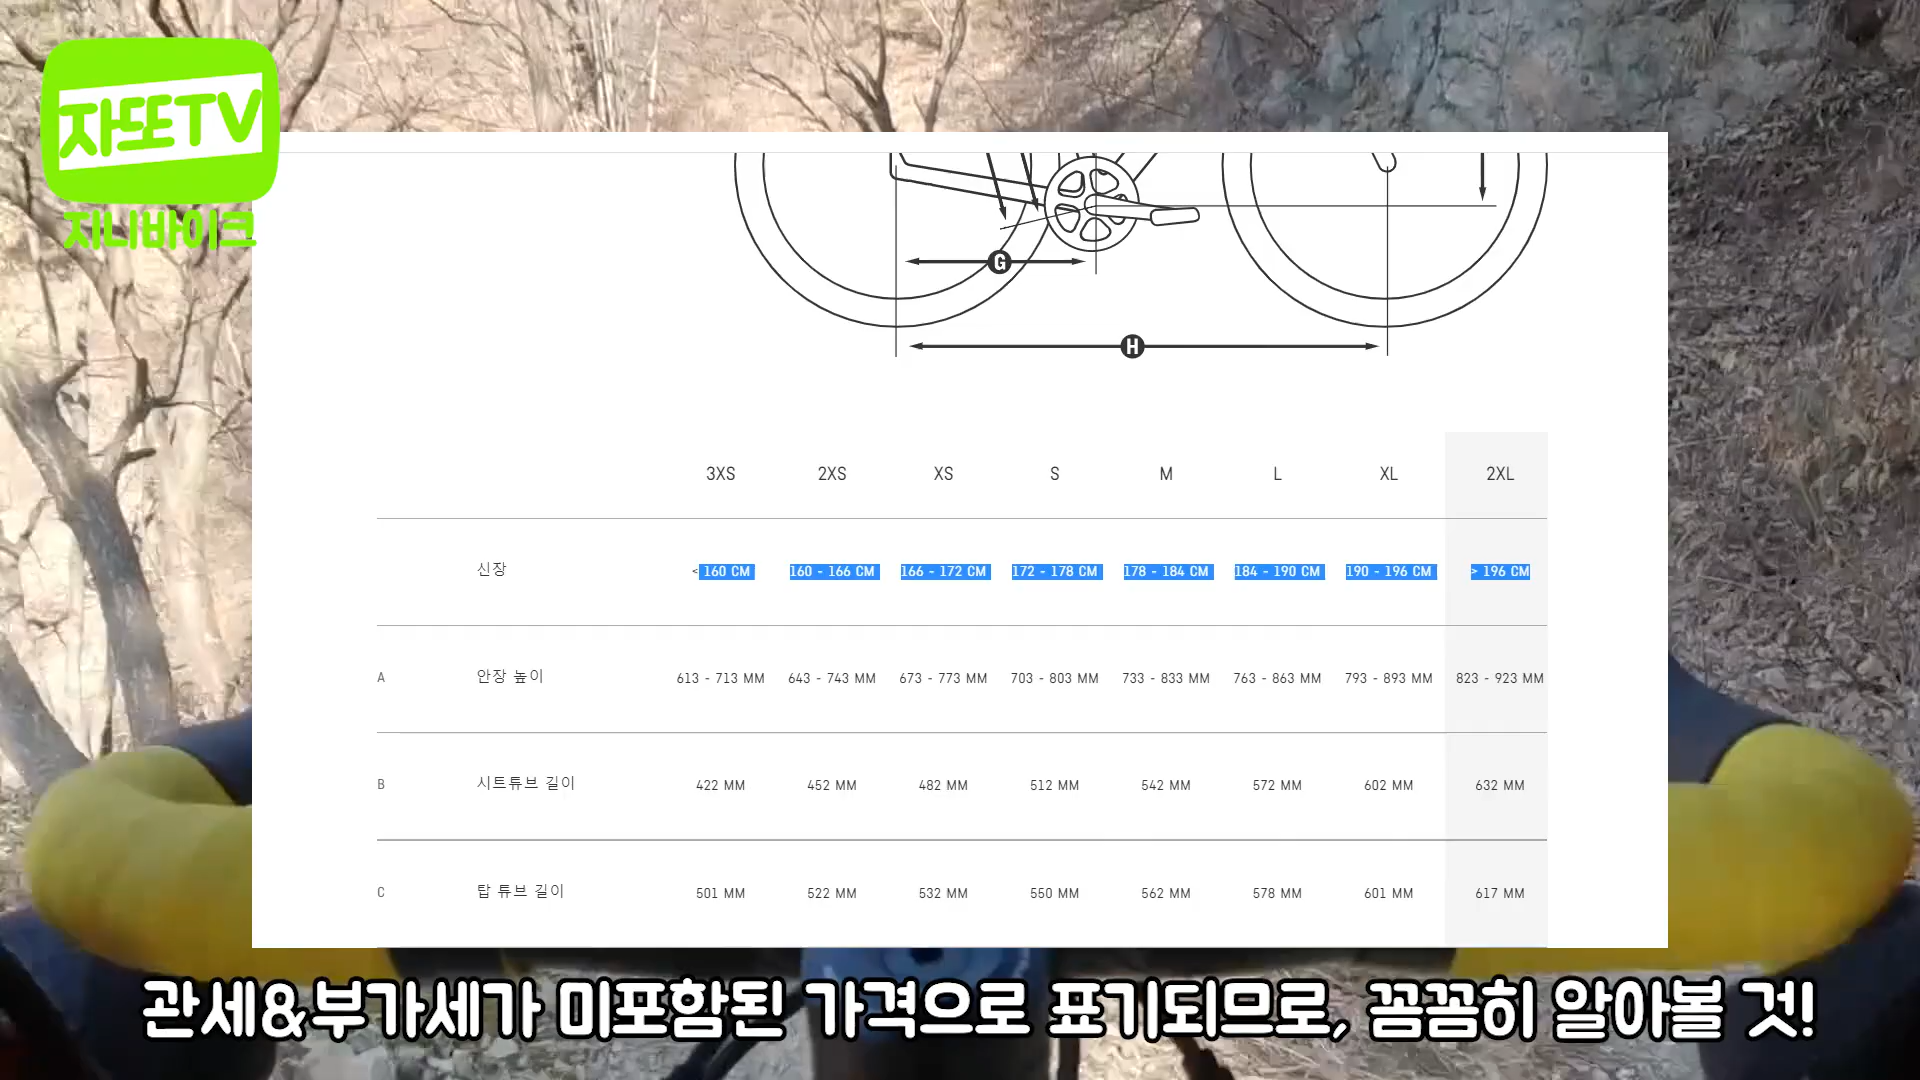 자또TV
지니바이크
G
H
3XS 2XS XS S M L XL 2XL
신장 < 160 CM 160 - 166 CM 166 - 172 CM 172 - 178 CM 178 - 184 CM 184 - 190 CM 190 - 196 CM > 196 CM
A 안장 높이 613 - 713 MM 643 - 743 MM 673 - 773 MM 703 - 803 MM 733 - 833 MM 763 - 863 MM 793 - 893 MM 823 - 923 MM
B 시트튜브 길이 422 MM 452 MM 482 MM 512 MM 542 MM 572 MM 602 MM 632 MM
C 탑 튜브 길이 501 MM 522 MM 532 MM 550 MM 562 MM 578 MM 601 MM 617 MM
관세&부가세가 미포함된 가격으로 표기되므로, 꼼꼼히 알아볼 것!